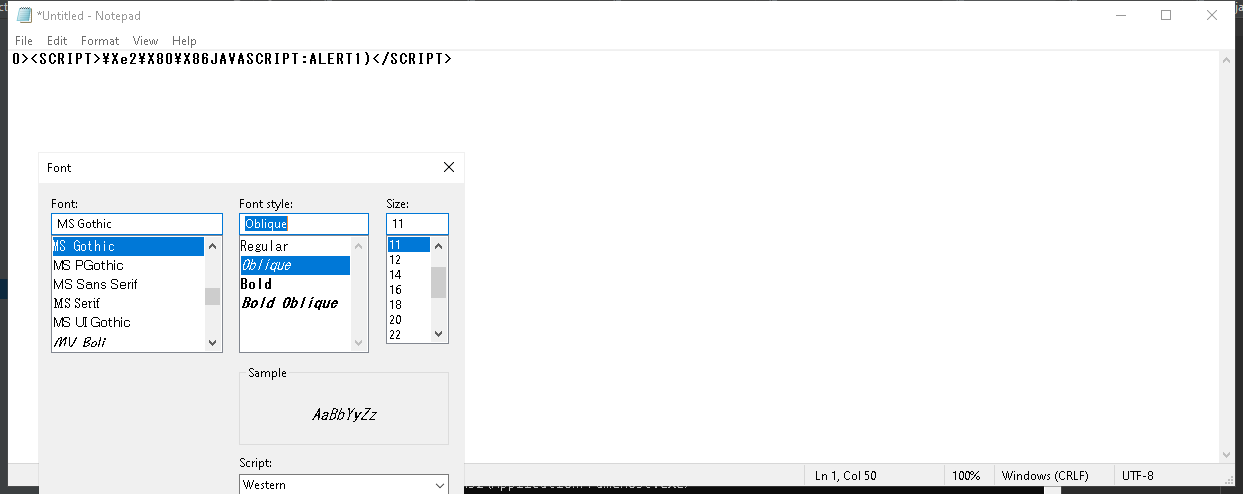 *Untitled - Notepad
File Edit Format View Help
0><SCRIPT>¥Xe2¥X80¥X86JAVASCRIPT:ALERT1)</SCRIPT>
Font
Font: Font style: Size:
MS Gothic Oblique 11
MS Gothic Regular 11
MS PGothic Oblique 12
MS Sans Serif Bold 14
MS Serif Bold Oblique 16
MS UI Gothic 18
MV Boli 20
22
Sample
AaBbYyZz
Script:
Western
Ln 1, Col 50 100% Windows (CRLF) UTF-8